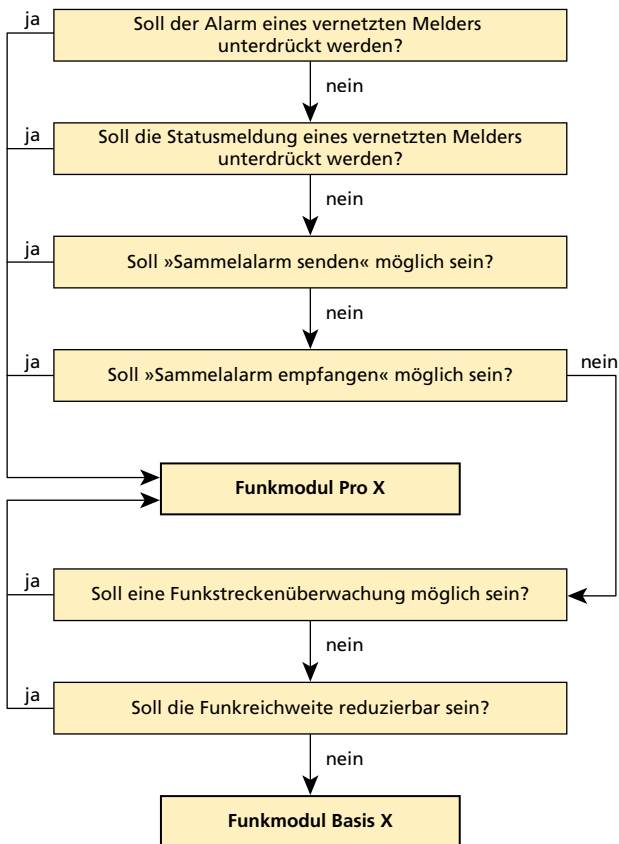 ja
Soll der Alarm eines vernetzten Melders
unterdrückt werden?
nein
ja
Soll die Statusmeldung eines vernetzten Melders
unterdrückt werden?
nein
ja
Soll »Sammelalarm senden« möglich sein?
nein
ja
Soll »Sammelalarm empfangen« möglich sein?
nein
Funkmodul Pro X
ja
Soll eine Funkstreckenüberwachung möglich sein?
nein
ja
Soll die Funkreichweite reduzierbar sein?
nein
Funkmodul Basis X